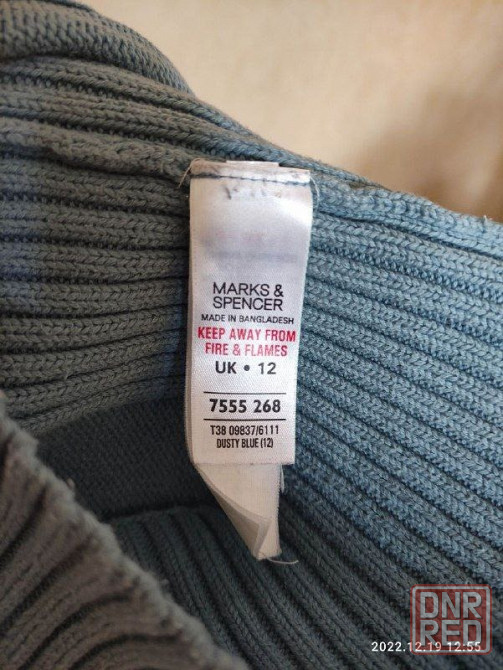 MARKS &
SPENCER
MADE IN BANGLADESH
KEEP AWAY FROM
FIRE & FLAMES
UK • 12
7555 268
T38 09837/6111
DUSTY BLUE (12)
DNR
RED
2022.12.19 12:55